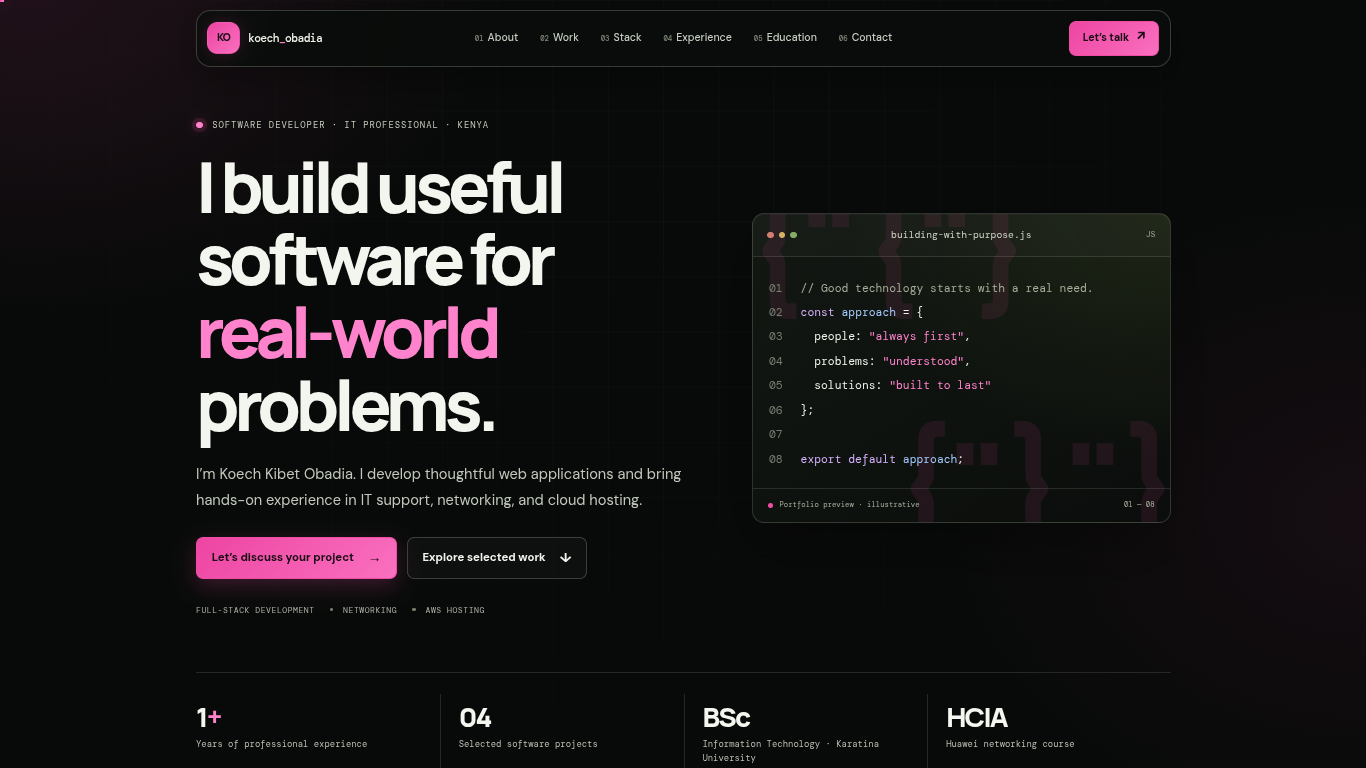 KO koech_obadia 01 About 02 Work 03 Stack 04 Experience 05 Education 06 Contact Let's talk ↗
SOFTWARE DEVELOPER · IT PROFESSIONAL · KENYA
I build useful
software for
real-world
problems.
I'm Koech Kibet Obadia. I develop thoughtful web applications and bring
hands-on experience in IT support, networking, and cloud hosting.
Let's discuss your project →
Explore selected work ↓
FULL-STACK DEVELOPMENT NETWORKING AWS HOSTING
building-with-purpose.js JS
01 // Good technology starts with a real need.
02 const approach = {
03 people: "always first",
04 problems: "understood",
05 solutions: "built to last"
06 };
07
08 export default approach;
Portfolio preview · illustrative 01 — 08
{"}"}
{"}"}
1+
Years of professional experience
04
Selected software projects
BSc
Information Technology · Karatina
University
HCIA
Huawei networking course